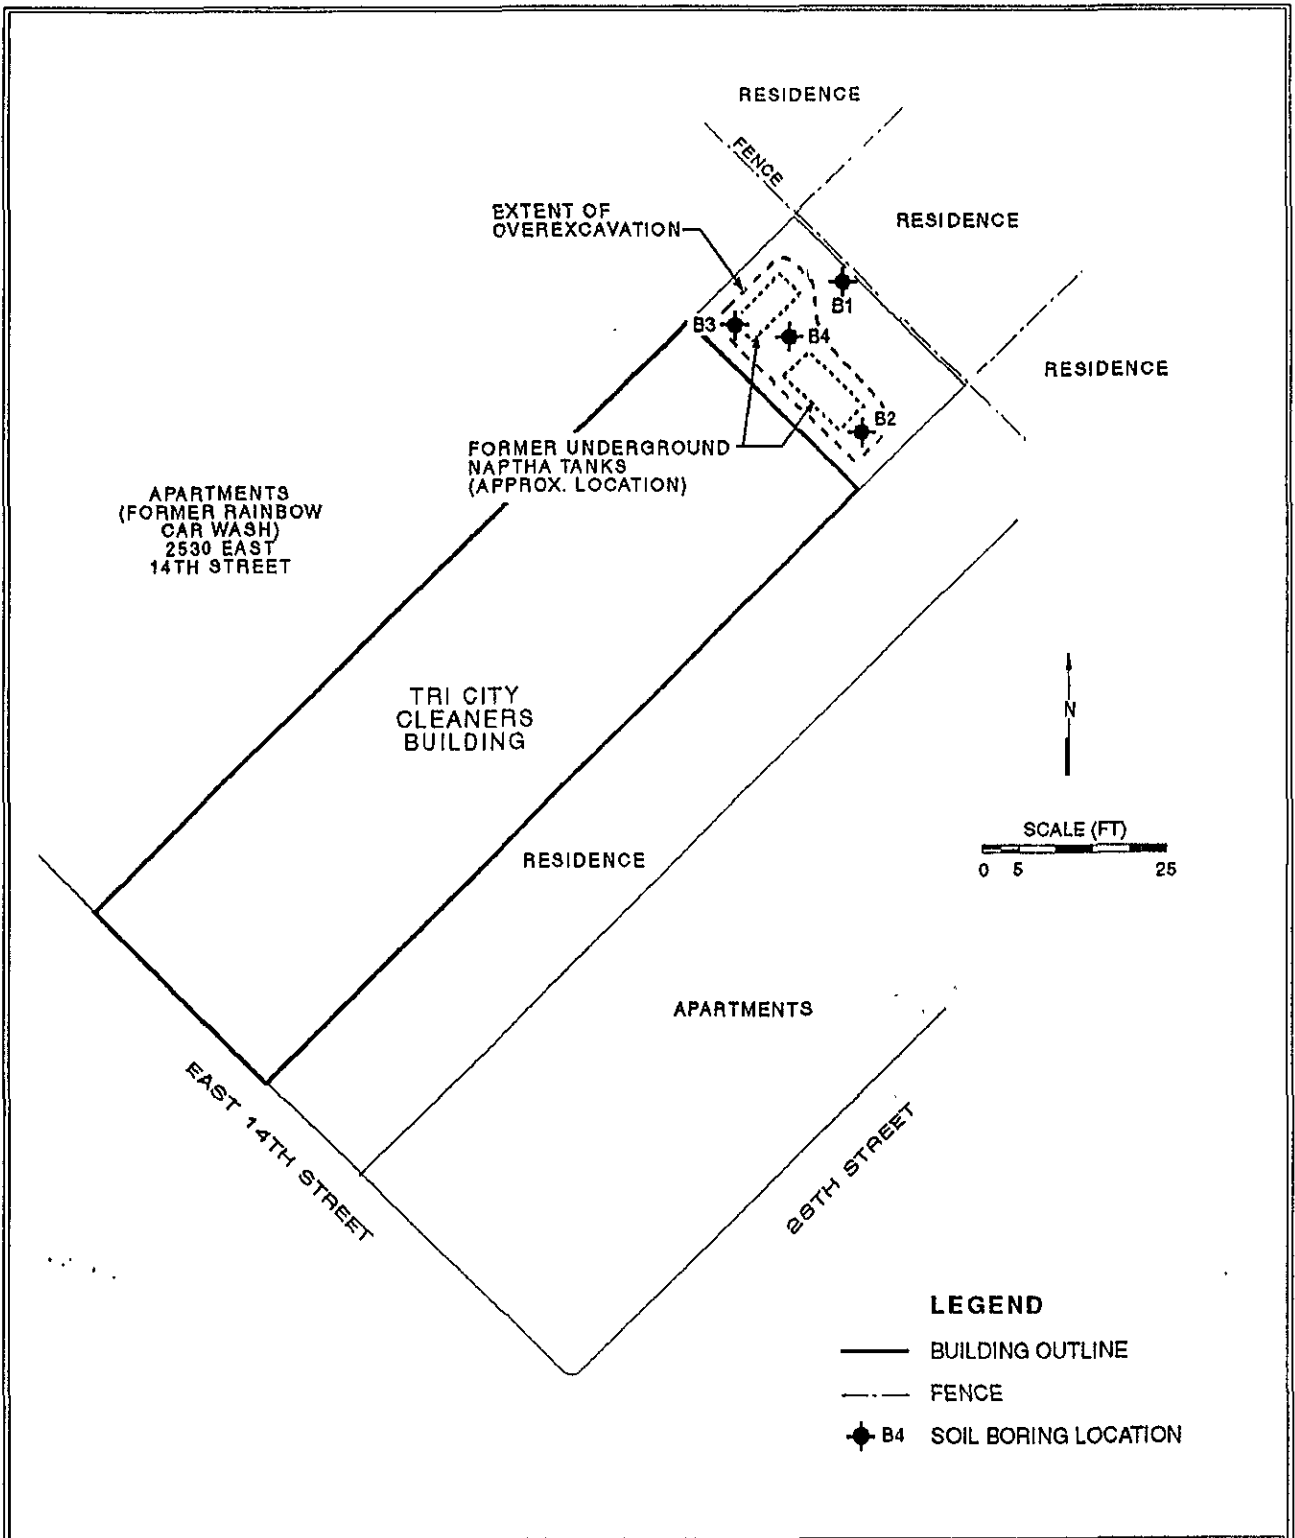 RESIDENCE
FENCE
EXTENT OF
OVEREXCAVATION
RESIDENCE
B1
B3
B4
RESIDENCE
B2
FORMER UNDERGROUND
NAPTHA TANKS
(APPROX. LOCATION)
APARTMENTS
(FORMER RAINBOW
CAR WASH)
2530 EAST
14TH STREET
TRI CITY
CLEANERS
BUILDING
N
SCALE (FT)
0 5 25
RESIDENCE
APARTMENTS
EAST 14TH STREET
26TH STREET
LEGEND
BUILDING OUTLINE
FENCE
B4 SOIL BORING LOCATION